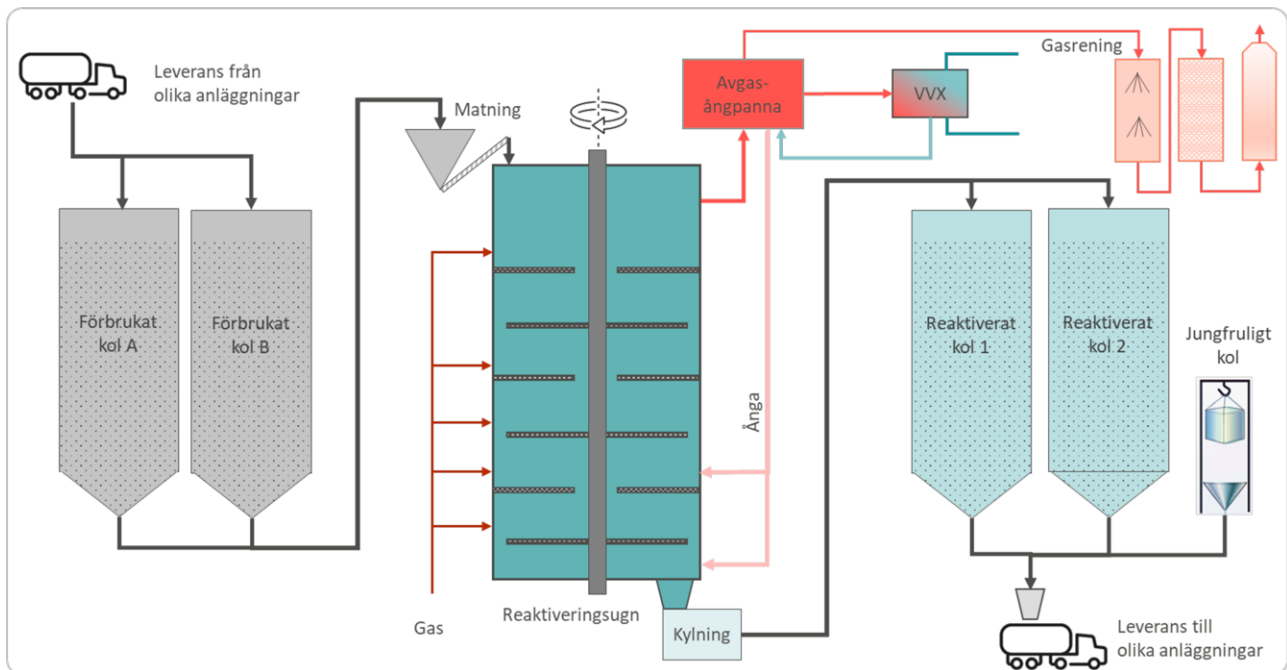 Leverans från
olika anläggningar
Matning
Avgas-
ångpanna
VVX
Gasrening
Förbrukat
kol A
Förbrukat
kol B
Reaktiverat
kol 1
Reaktiverat
kol 2
Jungfruligt
kol
Ånga
Gas
Reaktiveringsugn
Kylning
Leverans till
olika anläggningar